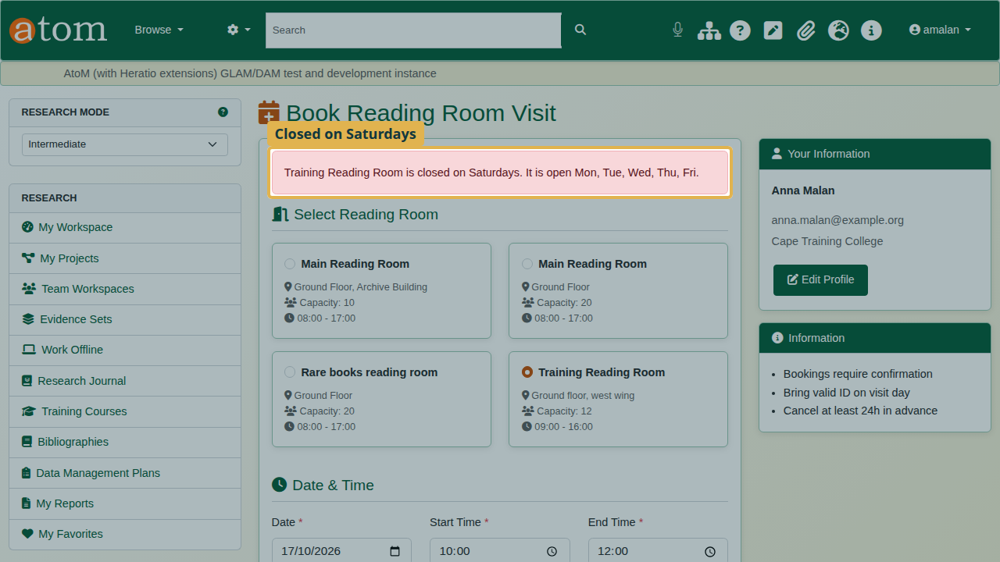 atom
Browse
Search
amalan
AtoM (with Heratio extensions) GLAM/DAM test and development instance
RESEARCH MODE
Intermediate
RESEARCH
My Workspace
My Projects
Team Workspaces
Evidence Sets
Work Offline
Research Journal
Training Courses
Bibliographies
Data Management Plans
My Reports
My Favorites
Book Reading Room Visit
Closed on Saturdays
Training Reading Room is closed on Saturdays. It is open Mon, Tue, Wed, Thu, Fri.
Select Reading Room
Main Reading Room
Ground Floor, Archive Building
Capacity: 10
08:00 - 17:00
Main Reading Room
Ground Floor
Capacity: 20
08:00 - 17:00
Rare books reading room
Ground Floor
Capacity: 20
08:00 - 17:00
Training Reading Room
Ground floor, west wing
Capacity: 12
09:00 - 16:00
Date & Time
Date *
Start Time *
End Time *
17/10/2026
10:00
12:00
Your Information
Anna Malan
anna.malan@example.org
Cape Training College
Edit Profile
Information
• Bookings require confirmation
• Bring valid ID on visit day
• Cancel at least 24h in advance